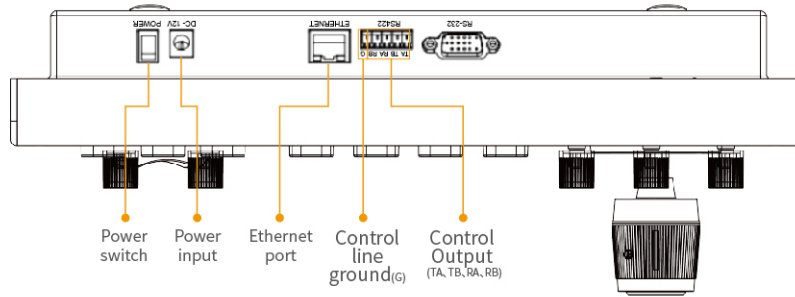 POWER
DC- 12V
ETHERNET
RS422
RS-232
G RB RA RA TB TA
Power
switch
Power
input
Ethernet
port
Control
line
ground(G)
Control
Output
(TA、TB、RA、RB)